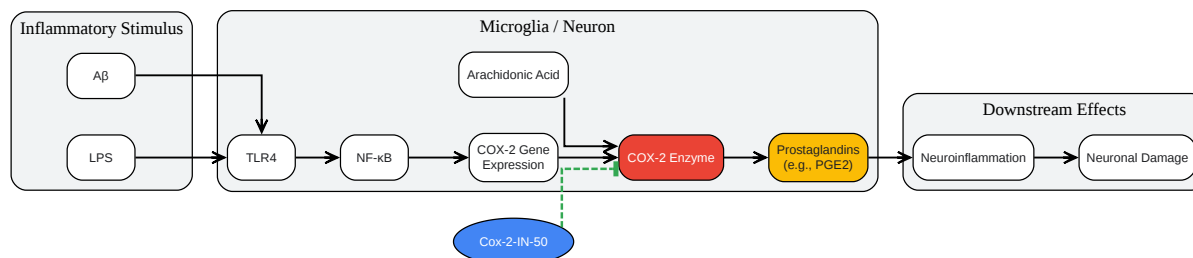 Inflammatory Stimulus
Aβ
LPS
Microglia / Neuron
Arachidonic Acid
TLR4
NF-κB
COX-2 Gene
Expression
COX-2 Enzyme
Prostaglandins
(e.g., PGE2)
Cox-2-IN-50
Downstream Effects
Neuroinflammation
Neuronal Damage